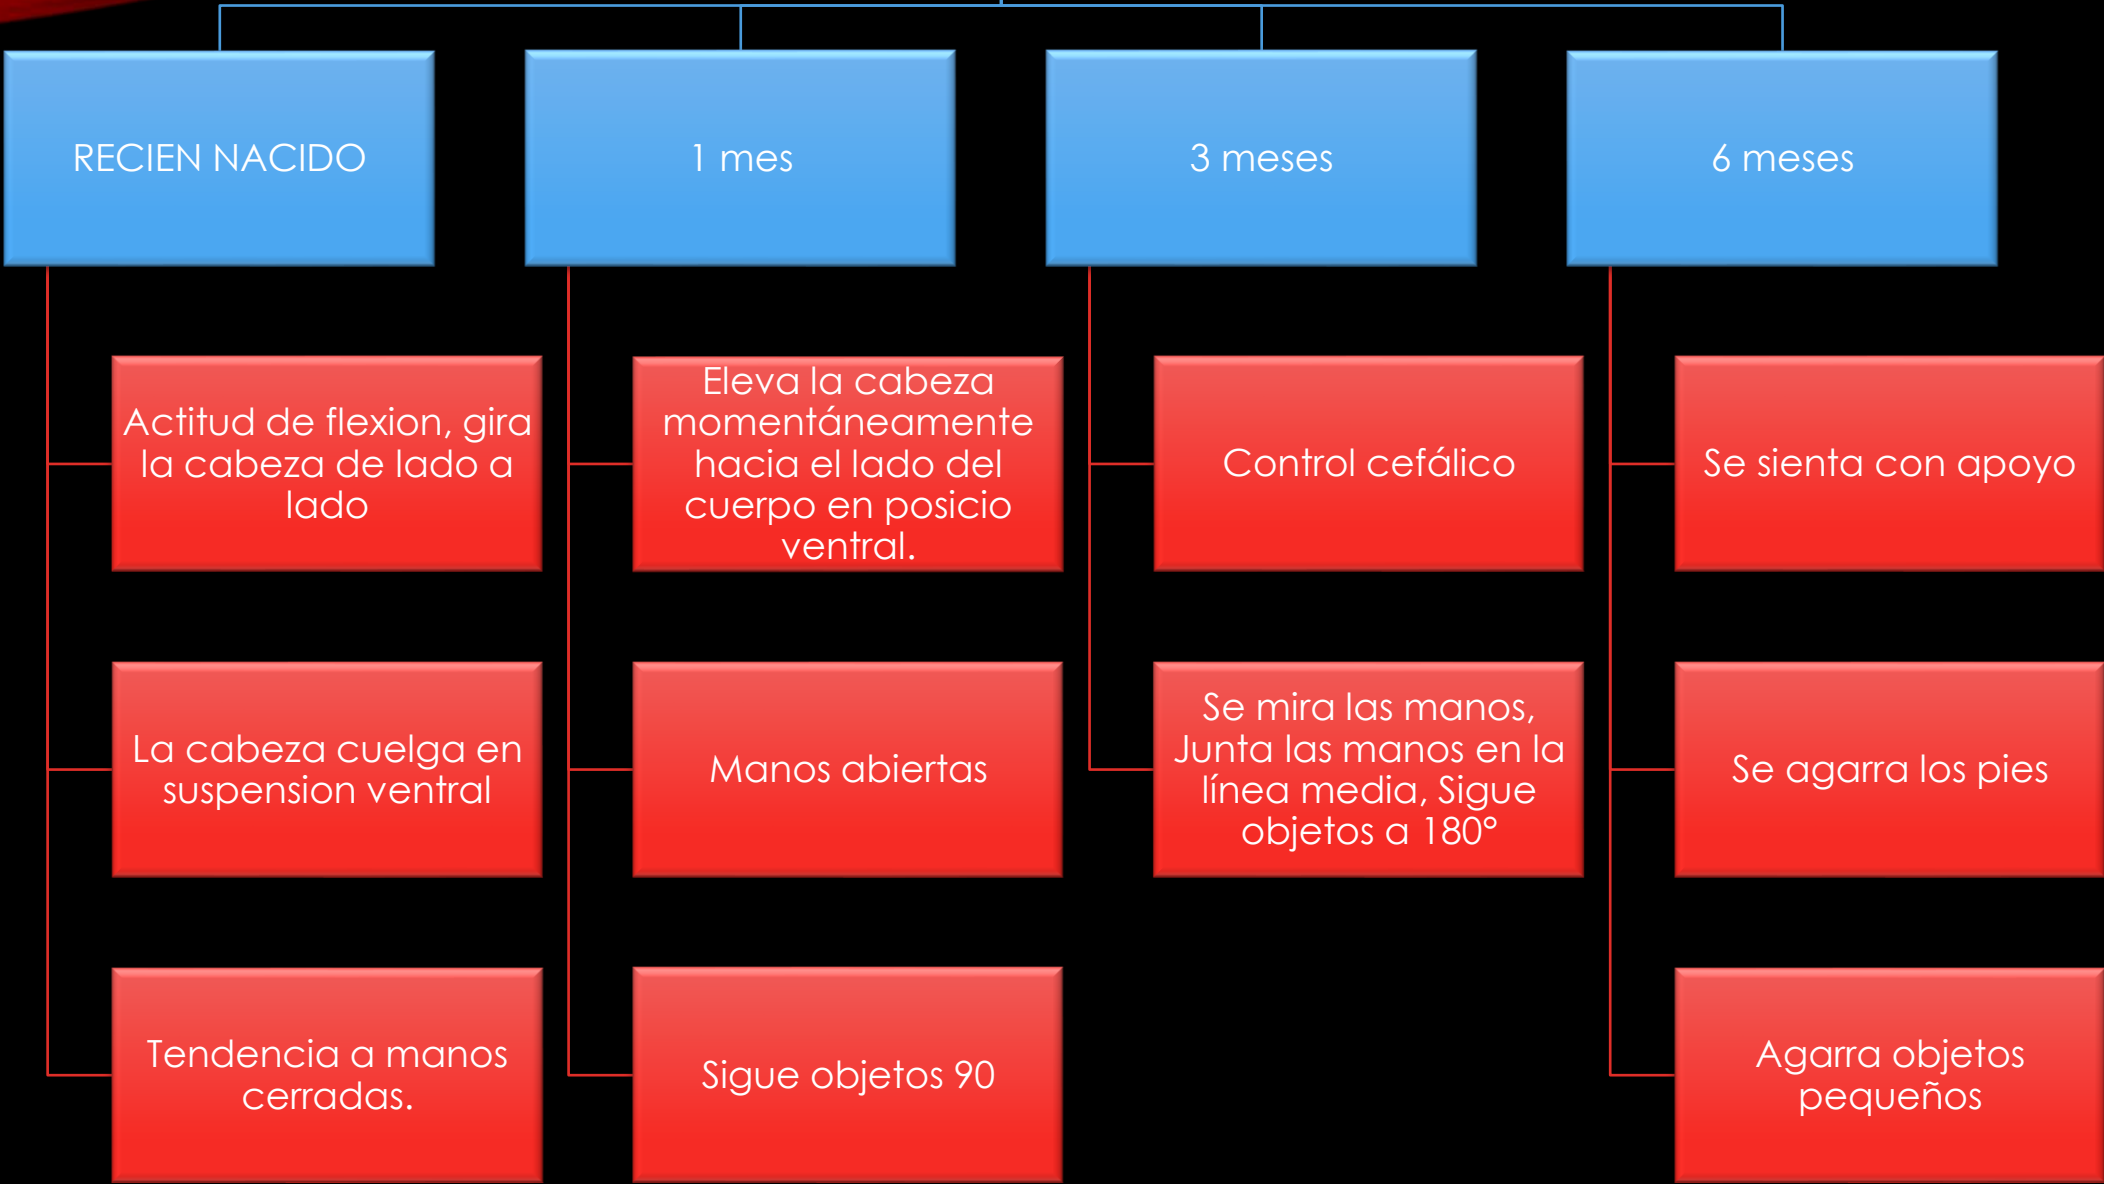 RECIEN NACIDO
Actitud de flexion, gira
la cabeza de lado a
lado
La cabeza cuelga en
suspension ventral
Tendencia a manos
cerradas.
1 mes
Eleva la cabeza
momentáneamente
hacia el lado del
cuerpo en posicio
ventral.
Manos abiertas
Sigue objetos 90
3 meses
Control cefálico
Se mira las manos,
Junta las manos en la
línea media, Sigue
objetos a 180°
6 meses
Se sienta con apoyo
Se agarra los pies
Agarra objetos
pequeños